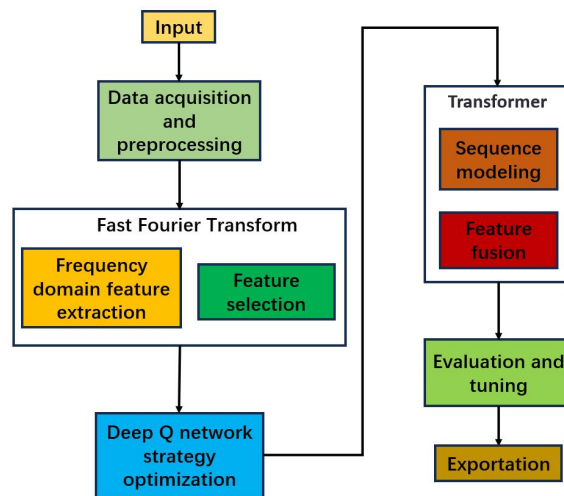 Input
Data acquisition
and
preprocessing
Fast Fourier Transform
Frequency
domain feature
extraction
Feature
selection
Deep Q network
strategy
optimization
Transformer
Sequence
modeling
Feature
fusion
Evaluation and
tuning
Exportation